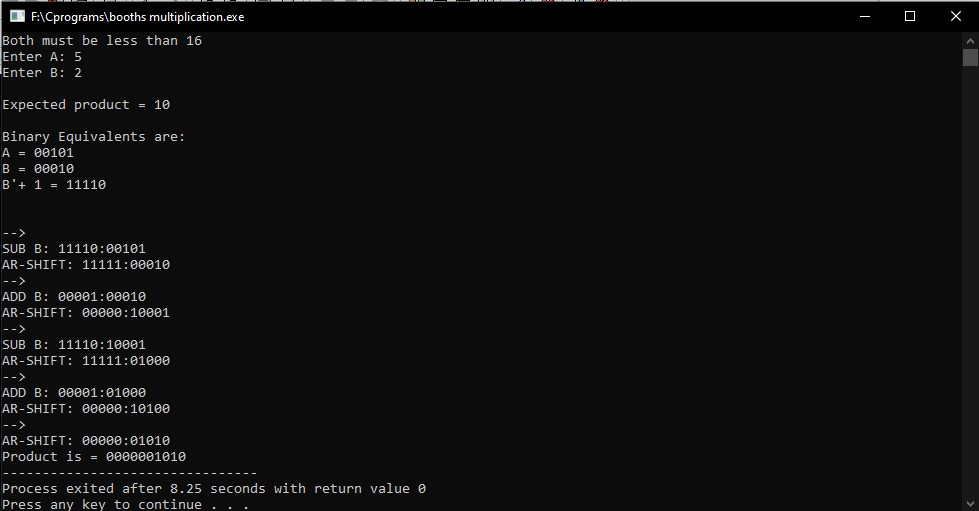 F:\Cprograms\booths multiplication.exe
Both must be less than 16
Enter A: 5
Enter B: 2
Expected product = 10
Binary Equivalents are:
A = 00101
B = 00010
B'+ 1 = 11110
-->
SUB B: 11110:00101
AR-SHIFT: 11111:00010
-->
ADD B: 00001:00010
AR-SHIFT: 00000:10001
-->
SUB B: 11110:10001
AR-SHIFT: 11111:01000
-->
ADD B: 00001:01000
AR-SHIFT: 00000:10100
-->
AR-SHIFT: 00000:01010
Product is = 0000001010
--------------------------------
Process exited after 8.25 seconds with return value 0
Press any key to continue . . .